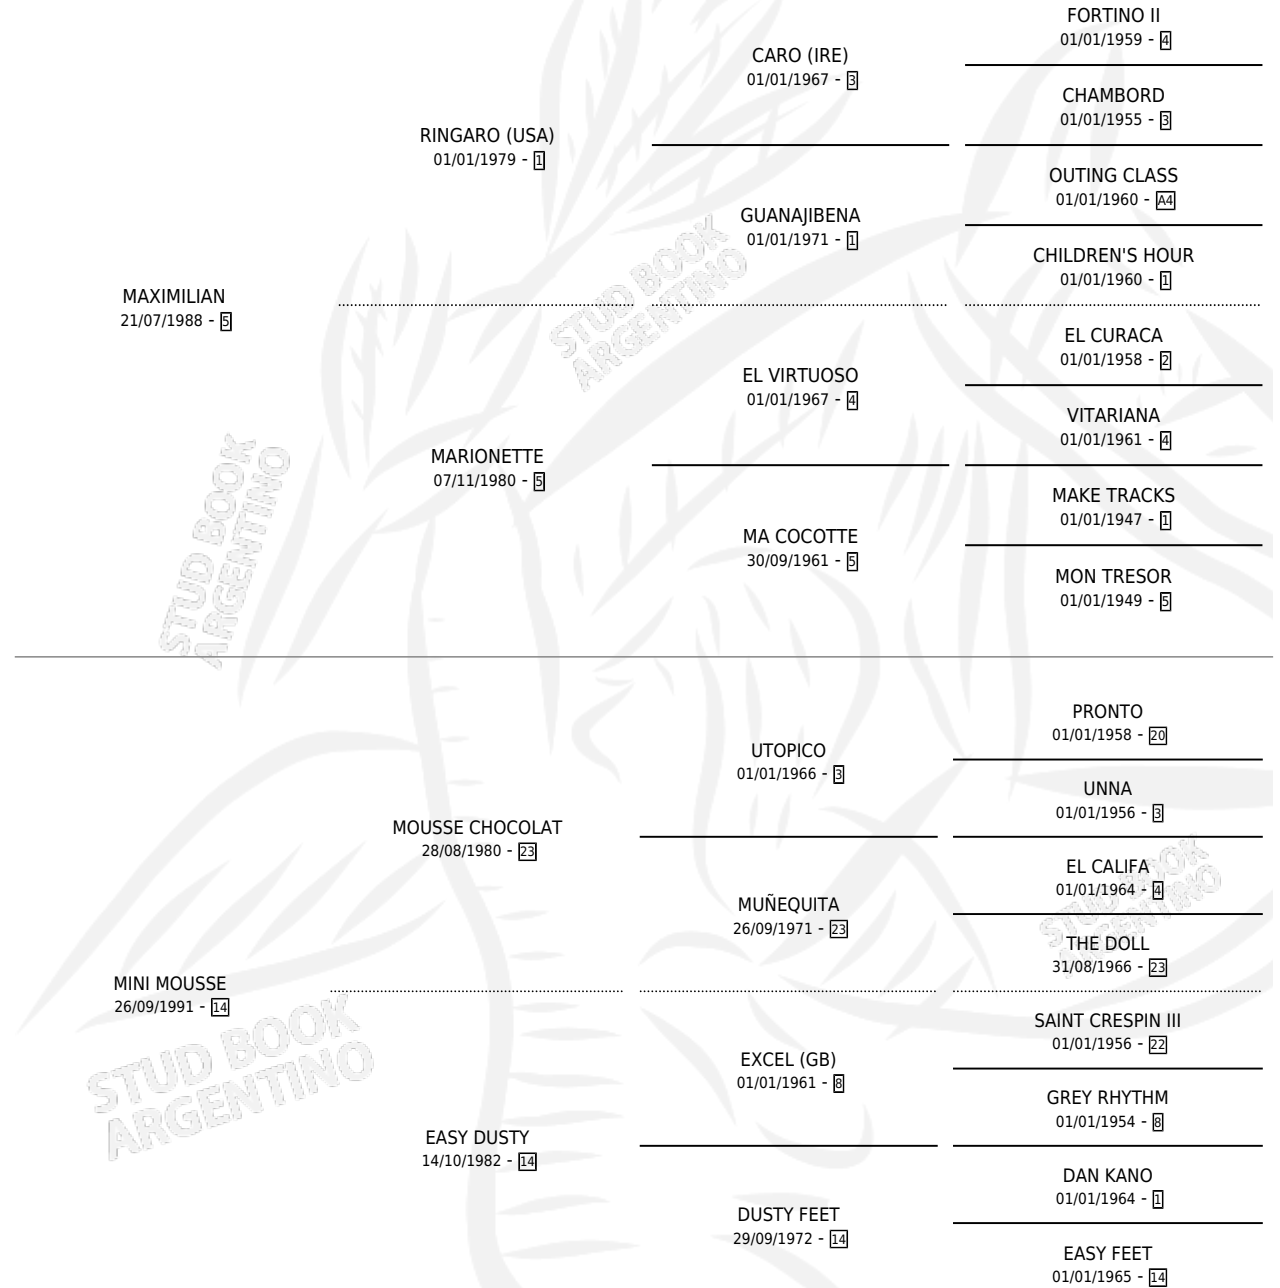 FORTINO II
01/01/1959 - 4
CARO (IRE)
01/01/1967 - 3
CHAMBORD
01/01/1955 - 3
RINGARO (USA)
01/01/1979 - 1
OUTING CLASS
01/01/1960 - A4
GUANAJIBENA
01/01/1971 - 1
CHILDREN'S HOUR
01/01/1960 - 1
MAXIMILIAN
21/07/1988 - 5
EL CURACA
01/01/1958 - 2
EL VIRTUOSO
01/01/1967 - 4
VITARIANA
01/01/1961 - 4
MARIONETTE
07/11/1980 - 5
MAKE TRACKS
01/01/1947 - 1
MA COCOTTE
30/09/1961 - 5
MON TRESOR
01/01/1949 - 5
PRONTO
01/01/1958 - 20
UTOPICO
01/01/1966 - 3
UNNA
01/01/1956 - 3
MOUSSE CHOCOLAT
28/08/1980 - 23
EL CALIFA
01/01/1964 - 4
MUÑEQUITA
26/09/1971 - 23
THE DOLL
31/08/1966 - 23
MINI MOUSSE
26/09/1991 - 14
SAINT CRESPIN III
01/01/1956 - 22
EXCEL (GB)
01/01/1961 - 8
GREY RHYTHM
01/01/1954 - 8
EASY DUSTY
14/10/1982 - 14
DAN KANO
01/01/1964 - 1
DUSTY FEET
29/09/1972 - 14
EASY FEET
01/01/1965 - 14
STUD BOOK
ARGENTINO
STUD BOOK
ARGENTINO
STUD BOOK
ARGENTINO
STUD BOOK
ARGENTINO